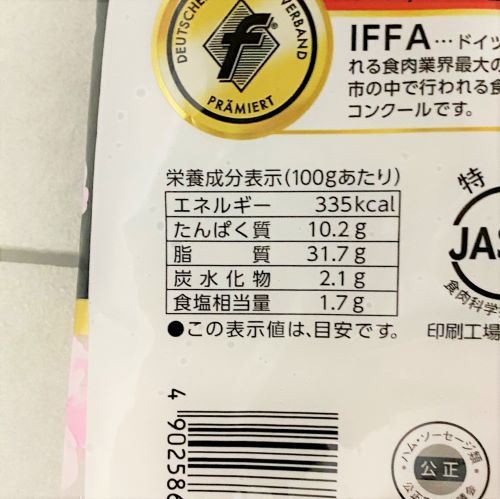 DEUTSCHE
VERBAND
f
PRÄMIERT
IFFA…ドイツ
れる食肉業界最大の
市の中で行われる食
コンクールです。
栄養成分表示(100gあたり)
エネルギー 335kcal
たんぱく質 10.2g
脂質 31.7g
炭水化物 2.1g
食塩相当量 1.7g
●この表示値は、目安です。
特
JAS
食肉科学
印刷工場
4 902586
ハム・ソーセージ類
公正